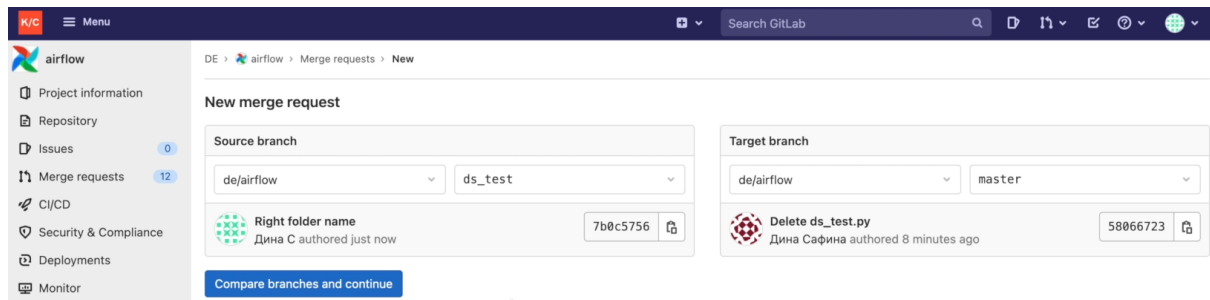 K/C Menu Search GitLab
airflow
DE > airflow > Merge requests > New
Project information
New merge request
Repository
Issues 0
Merge requests 12
CI/CD
Security & Compliance
Deployments
Monitor
Source branch
de/airflow ds_test
Right folder name
Дина С authored just now
7b0c5756
Target branch
de/airflow master
Delete ds_test.py
Дина Сафина authored 8 minutes ago
58066723
Compare branches and continue